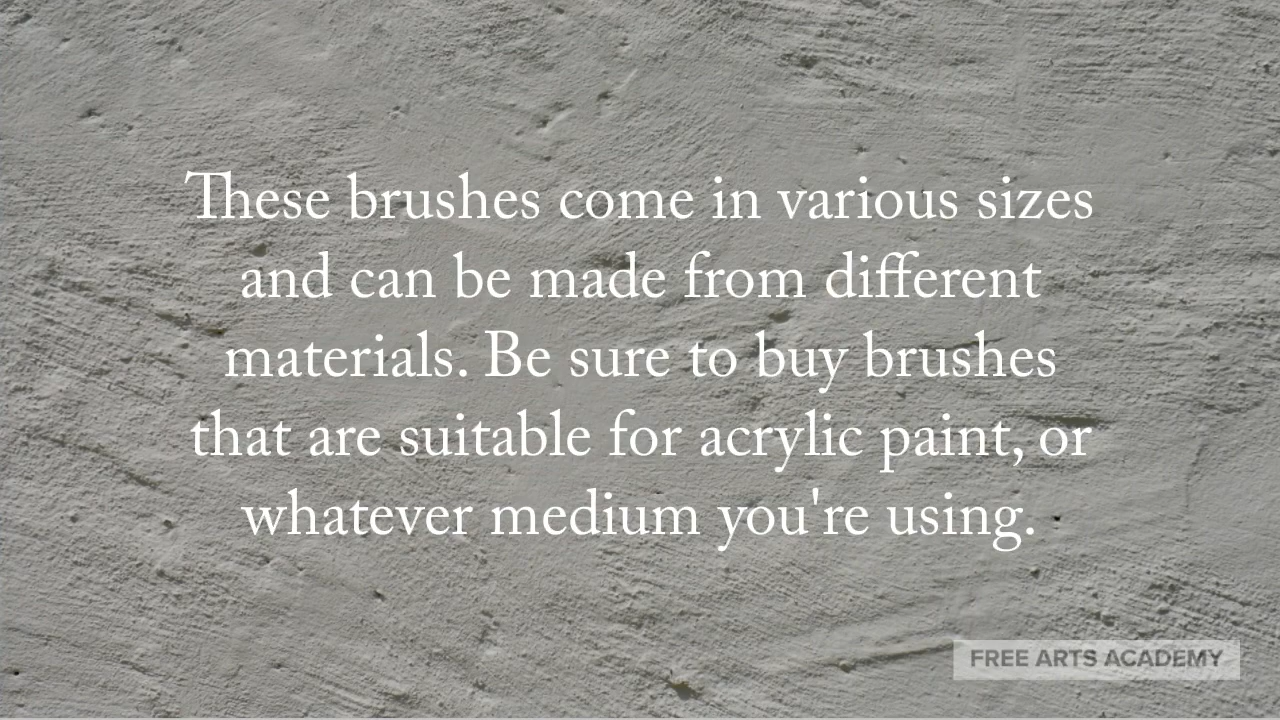 These brushes come in various sizes
and can be made from different
materials. Be sure to buy brushes
that are suitable for acrylic paint, or
whatever medium you're using.
FREE ARTS ACADEMY